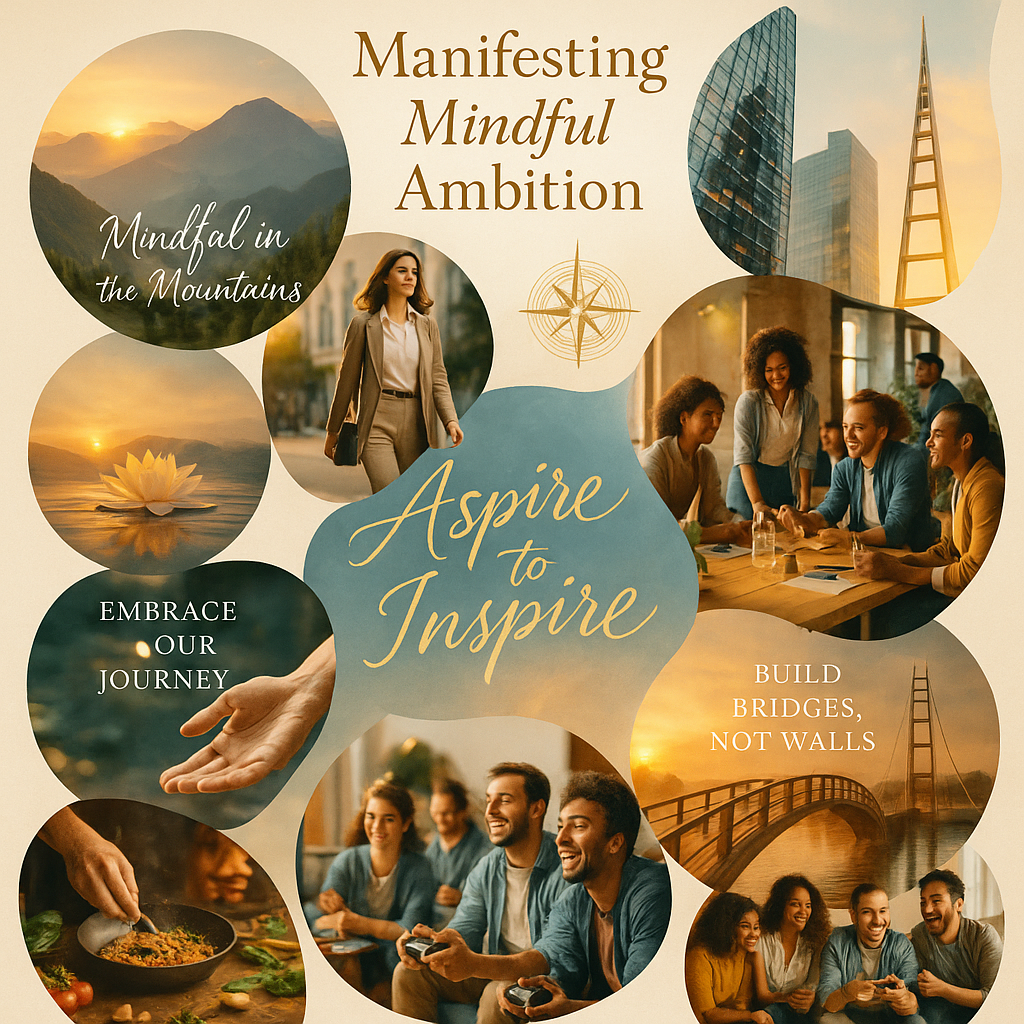 Manifesting
Mindful
Ambition
Mindfal in
the Mountains
Aspire
to
Inspire
EMBRACE
OUR
JOURNEY
BUILD
BRIDGES,
NOT WALLS